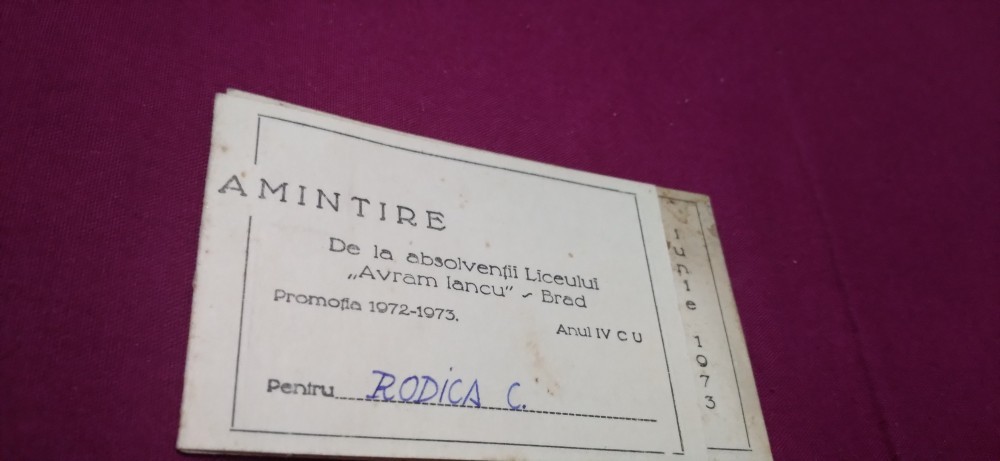 AMINTIRE
De la absolvenții Liceului
„Avram Iancu" ~ Brad
Promoția 1972-1973.
Anul IV C U
Pentru RODICA C.
iunie 1973